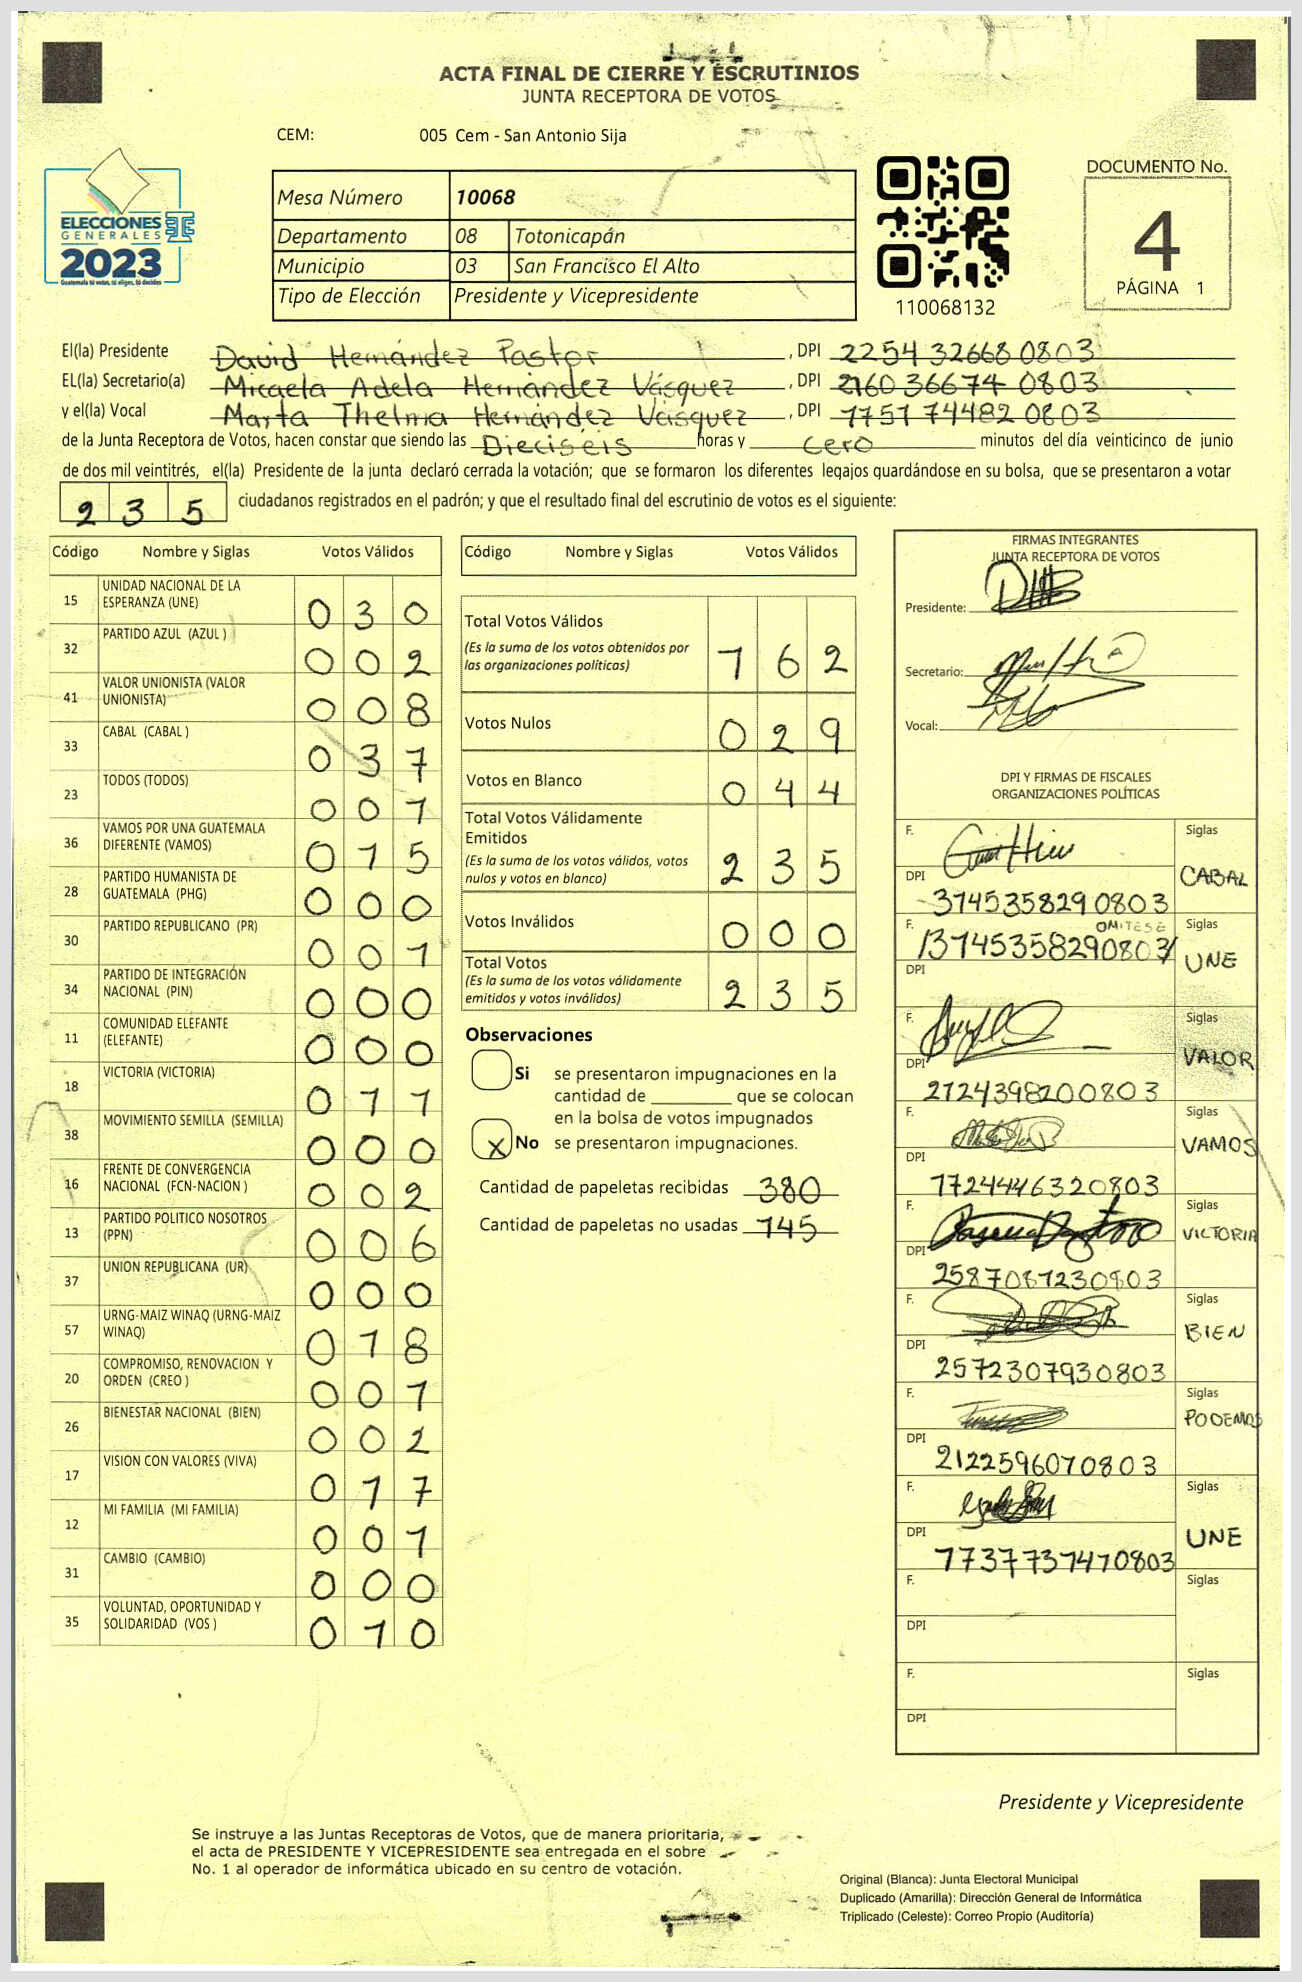 ACTA FINAL DE CIERRE Y ESCRUTINIOS
JUNTA RECEPTORA DE VOTOS
CEM: 005 Cem - San Antonio Sija
ELECCIONES
GENERALES
2023
Guatemala tú votas, tú eliges, tú decides
Mesa Número 10068
Departamento 08 Totonicapán
Municipio 03 San Francisco El Alto
Tipo de Elección Presidente y Vicepresidente
110068132
DOCUMENTO No.
4
PÁGINA 1
El(la) Presidente David Hernández Pastor, DPI 2254 32668 0803
EL(la) Secretario(a) Micaela Adela Hernández Vásquez, DPI 2160 36674 0803
y el(la) Vocal Marta Thelma Hernández Vásquez, DPI 1751 74482 0803
de la Junta Receptora de Votos, hacen constar que siendo las Dieciséis horas y cero minutos del día veinticinco de junio
de dos mil veintitrés, el(la) Presidente de la junta declaró cerrada la votación; que se formaron los diferentes legajos guardándose en su bolsa, que se presentaron a votar
2 3 5 ciudadanos registrados en el padrón; y que el resultado final del escrutinio de votos es el siguiente:
Código Nombre y Siglas Votos Válidos
15 UNIDAD NACIONAL DE LA ESPERANZA (UNE) 0 3 0
32 PARTIDO AZUL (AZUL ) 0 0 2
41 VALOR UNIONISTA (VALOR UNIONISTA) 0 0 8
33 CABAL (CABAL ) 0 3 7
23 TODOS (TODOS) 0 0 1
36 VAMOS POR UNA GUATEMALA DIFERENTE (VAMOS) 0 1 5
28 PARTIDO HUMANISTA DE GUATEMALA (PHG) 0 0 0
30 PARTIDO REPUBLICANO (PR) 0 0 1
34 PARTIDO DE INTEGRACIÓN NACIONAL (PIN) 0 0 0
11 COMUNIDAD ELEFANTE (ELEFANTE) 0 0 0
18 VICTORIA (VICTORIA) 0 1 1
38 MOVIMIENTO SEMILLA (SEMILLA) 0 0 0
16 FRENTE DE CONVERGENCIA NACIONAL (FCN-NACION ) 0 0 2
13 PARTIDO POLITICO NOSOTROS (PPN) 0 0 6
37 UNION REPUBLICANA (UR) 0 0 0
57 URNG-MAIZ WINAQ (URNG-MAIZ WINAQ) 0 1 8
20 COMPROMISO, RENOVACION Y ORDEN (CREO ) 0 0 1
26 BIENESTAR NACIONAL (BIEN) 0 0 2
17 VISION CON VALORES (VIVA) 0 1 7
12 MI FAMILIA (MI FAMILIA) 0 0 1
31 CAMBIO (CAMBIO) 0 0 0
35 VOLUNTAD, OPORTUNIDAD Y SOLIDARIDAD (VOS ) 0 1 0
Código Nombre y Siglas Votos Válidos
Total Votos Válidos
(Es la suma de los votos obtenidos por las organizaciones políticas) 1 6 2
Votos Nulos 0 2 9
Votos en Blanco 0 4 4
Total Votos Válidamente Emitidos
(Es la suma de los votos válidos, votos nulos y votos en blanco) 2 3 5
Votos Inválidos 0 0 0
Total Votos
(Es la suma de los votos válidamente emitidos y votos inválidos) 2 3 5
Observaciones
Si se presentaron impugnaciones en la
cantidad de ________ que se colocan
en la bolsa de votos impugnados
X No se presentaron impugnaciones.
Cantidad de papeletas recibidas 380
Cantidad de papeletas no usadas 145
FIRMAS INTEGRANTES
JUNTA RECEPTORA DE VOTOS
Presidente:
Secretario:
Vocal:
DPI Y FIRMAS DE FISCALES
ORGANIZACIONES POLÍTICAS
F. Siglas
DPI 3745358290803 CABAL
F. OMITESE Siglas
13745358290803/ UNE
DPI
F. Siglas
DPI 2124398200803 VALOR
F. Siglas
DPI 1724446320803 VAMOS
F. Siglas
DPI 2587087230803 VICTORIA
F. Siglas
DPI 2572307930803 BIEN
F. Siglas
DPI 2122596070803 PODEMOS
F. Siglas
DPI 1737737470803 UNE
F. Siglas
DPI
F. Siglas
DPI
Presidente y Vicepresidente
Se instruye a las Juntas Receptoras de Votos, que de manera prioritaria,
el acta de PRESIDENTE Y VICEPRESIDENTE sea entregada en el sobre
No. 1 al operador de informática ubicado en su centro de votación.
Original (Blanca): Junta Electoral Municipal
Duplicado (Amarilla): Dirección General de Informática
Triplicado (Celeste): Correo Propio (Auditoría)